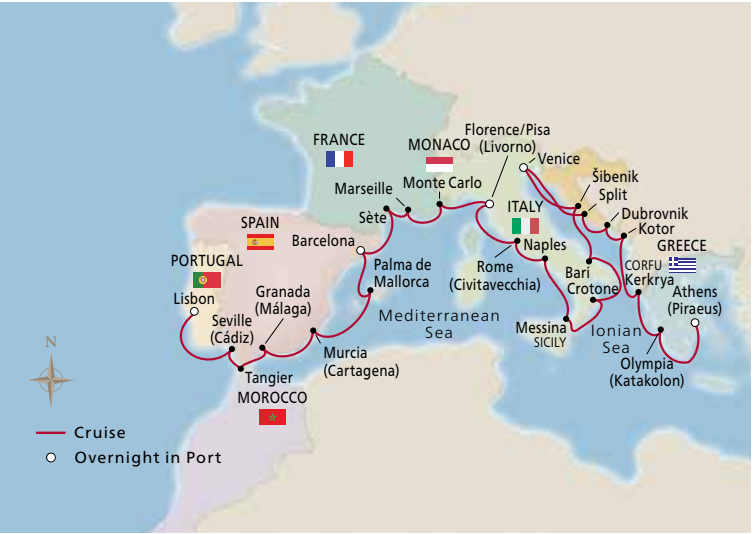 Florence/Pisa
(Livorno)
FRANCE
MONACO
Venice
Monte Carlo
Šibenik
Marseille
Split
Sète
ITALY
Dubrovnik
SPAIN
Kotor
Barcelona
Naples
GREECE
PORTUGAL
Palma de
Mallorca
Rome
(Civitavecchia)
Bari
CORFU
Kerkyra
Lisbon
Granada
(Málaga)
Crotone
Athens
(Piraeus)
Seville
(Cádiz)
Mediterranean
Sea
Messina
SICILY
Ionian
Sea
N
Murcia
(Cartagena)
Olympia
(Katakolon)
Tangier
MOROCCO
Cruise
Overnight in Port